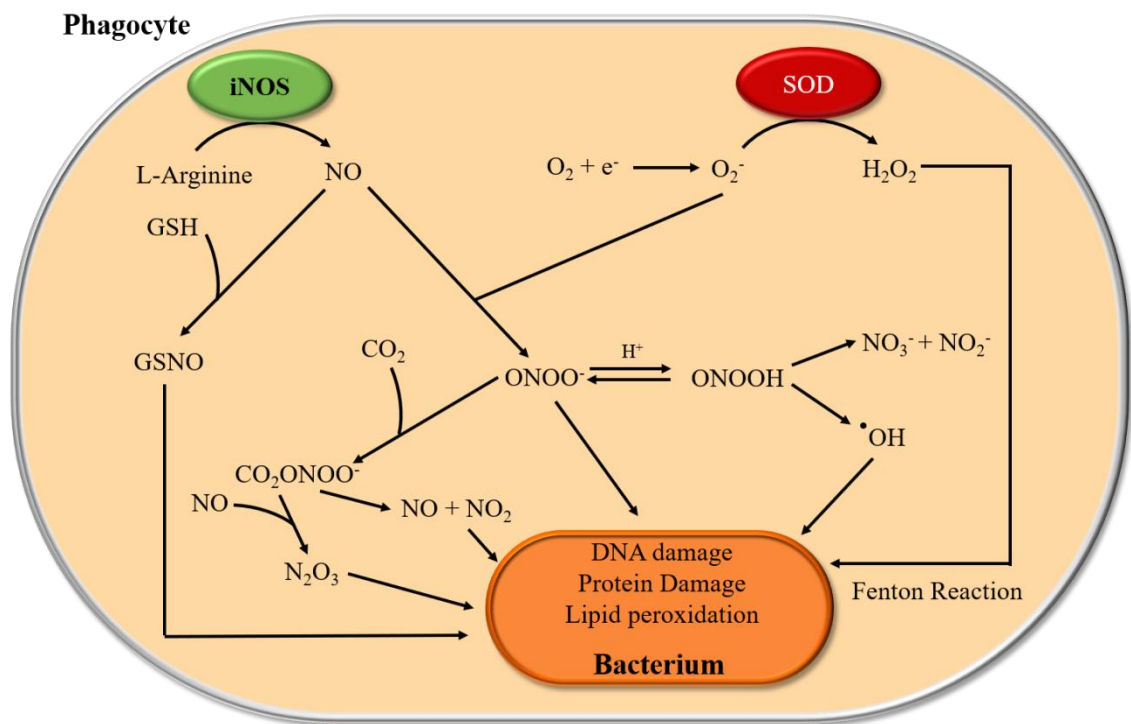 Phagocyte
iNOS
SOD
L-Arginine
NO
O₂ + e⁻
O₂⁻
H₂O₂
GSH
GSNO
CO₂
ONOO⁻
H⁺
ONOOH
NO₃⁻ + NO₂⁻
•OH
CO₂ONOO⁻
NO
NO + NO₂
N₂O₃
DNA damage
Protein Damage
Lipid peroxidation
Bacterium
Fenton Reaction